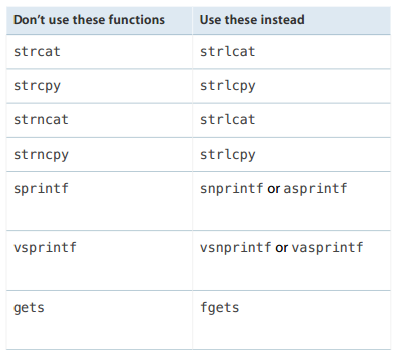 Don't use these functions Use these instead
strcat strlcat
strcpy strlcpy
strncat strlcat
strncpy strlcpy
sprintf snprintf or asprintf
vsprintf vsnprintf or vasprintf
gets fgets